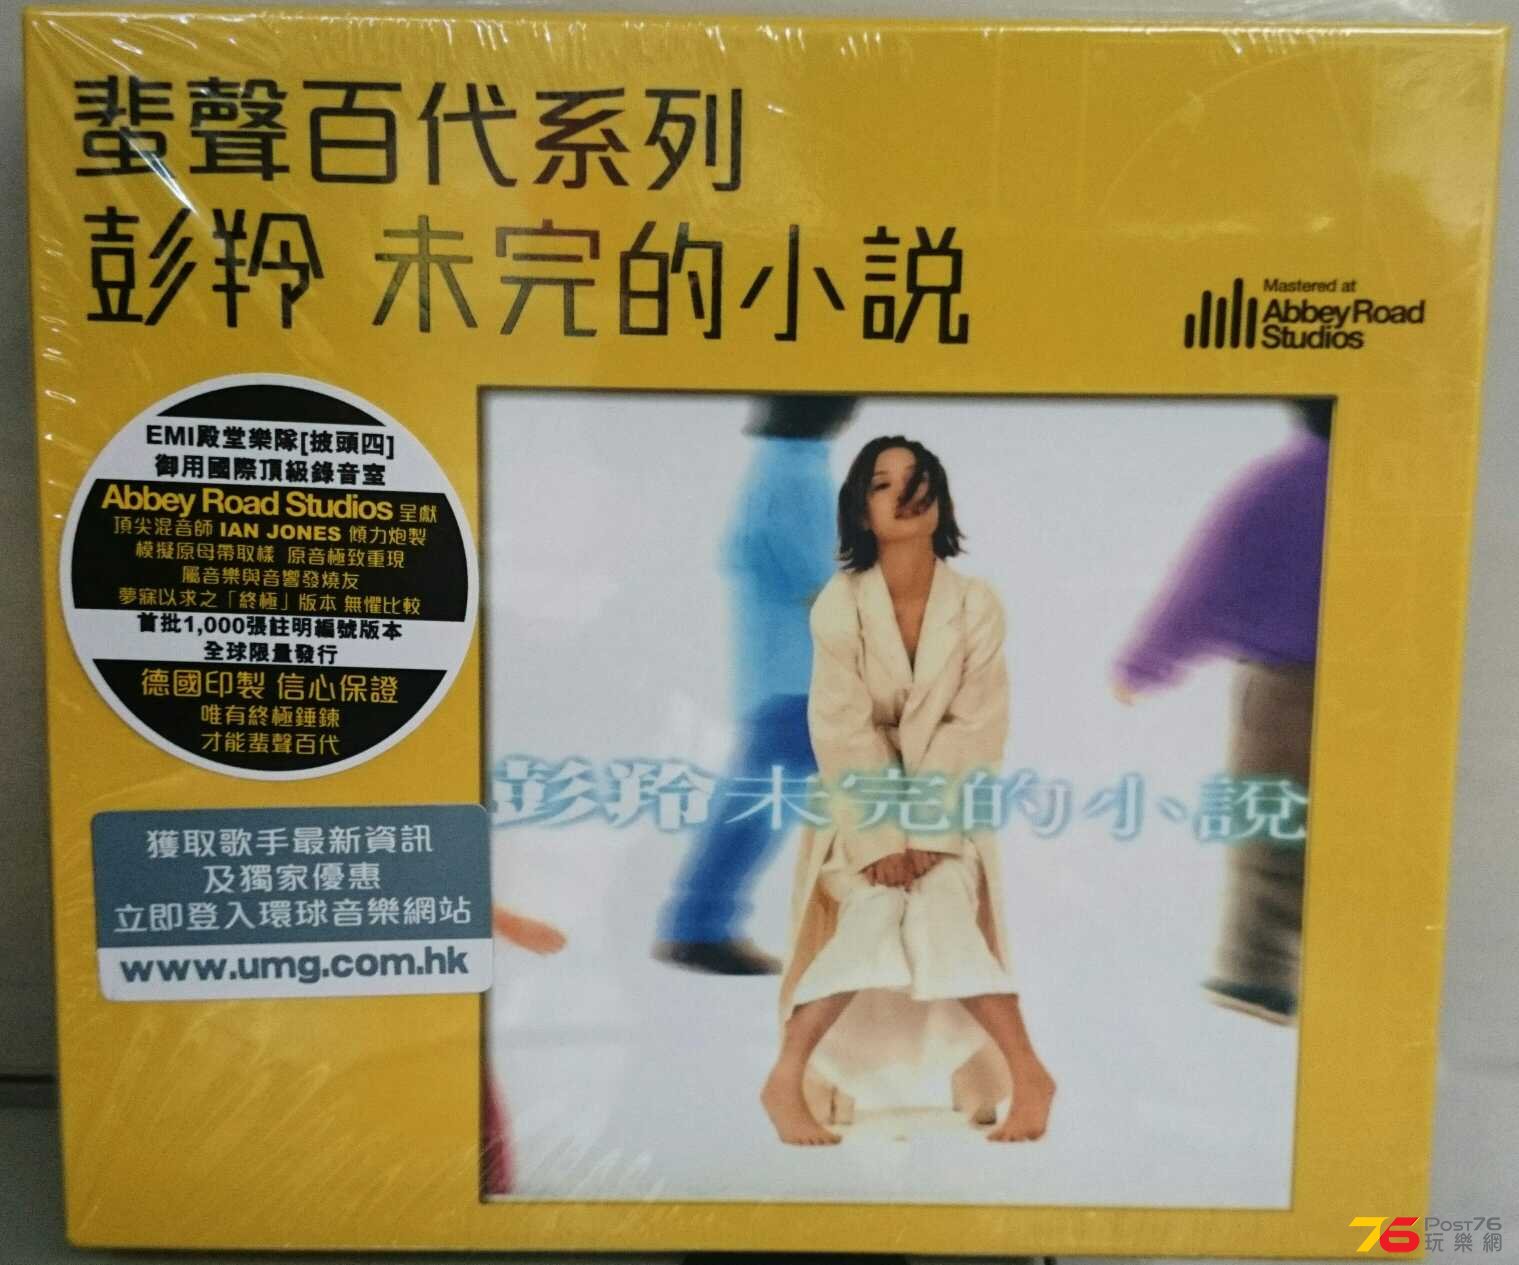 蜚聲百代系列
彭羚 未完的小説
Mastered at
Abbey Road
Studios
EMI殿堂樂隊[披頭四]
御用國際頂級錄音室
Abbey Road Studios 呈獻
頂尖混音師 IAN JONES 傾力炮製
模擬原母帶取樣 原音極致重現
屬音樂與音響發燒友
夢寐以求之「終極」版本 無懼比較
首批1,000張註明編號版本
全球限量發行
德國印製 信心保證
唯有終極錘鍊
才能蜚聲百代
彭羚未完的小說
獲取歌手最新資訊
及獨家優惠
立即登入環球音樂網站
www.umg.com.hk
76 POST76
玩樂網